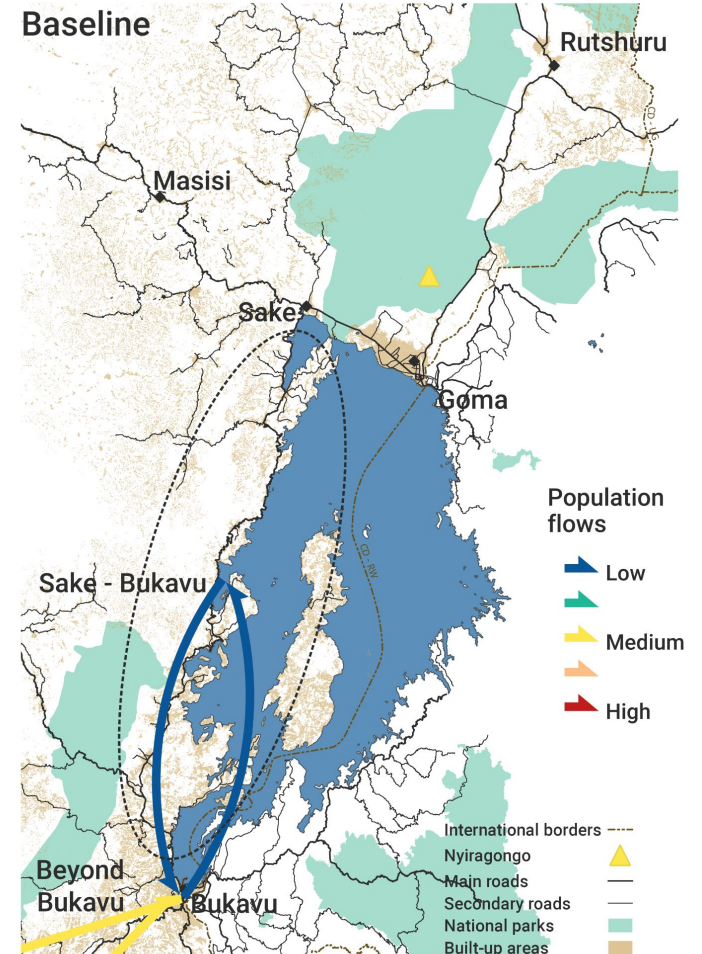 Baseline
Rutshuru
Masisi
Sake
Goma
CD - RW
Population
flows
Low
Medium
High
Sake - Bukavu
Beyond
Bukavu
Bukavu
International borders
Nyiragongo
Main roads
Secondary roads
National parks
Built-up areas